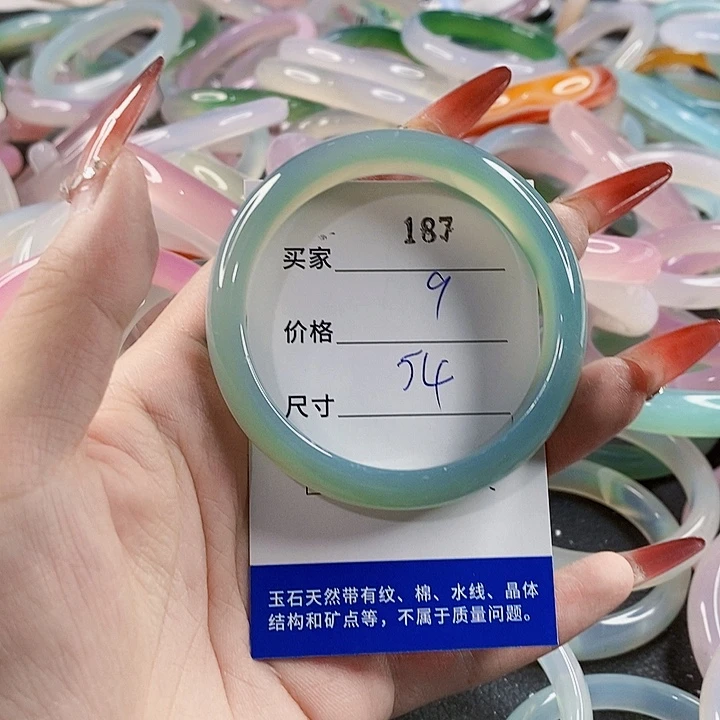 买家 187
价格 9
尺寸 54
玉石天然带有纹、棉、水线、晶体
结构和矿点等，不属于质量问题。